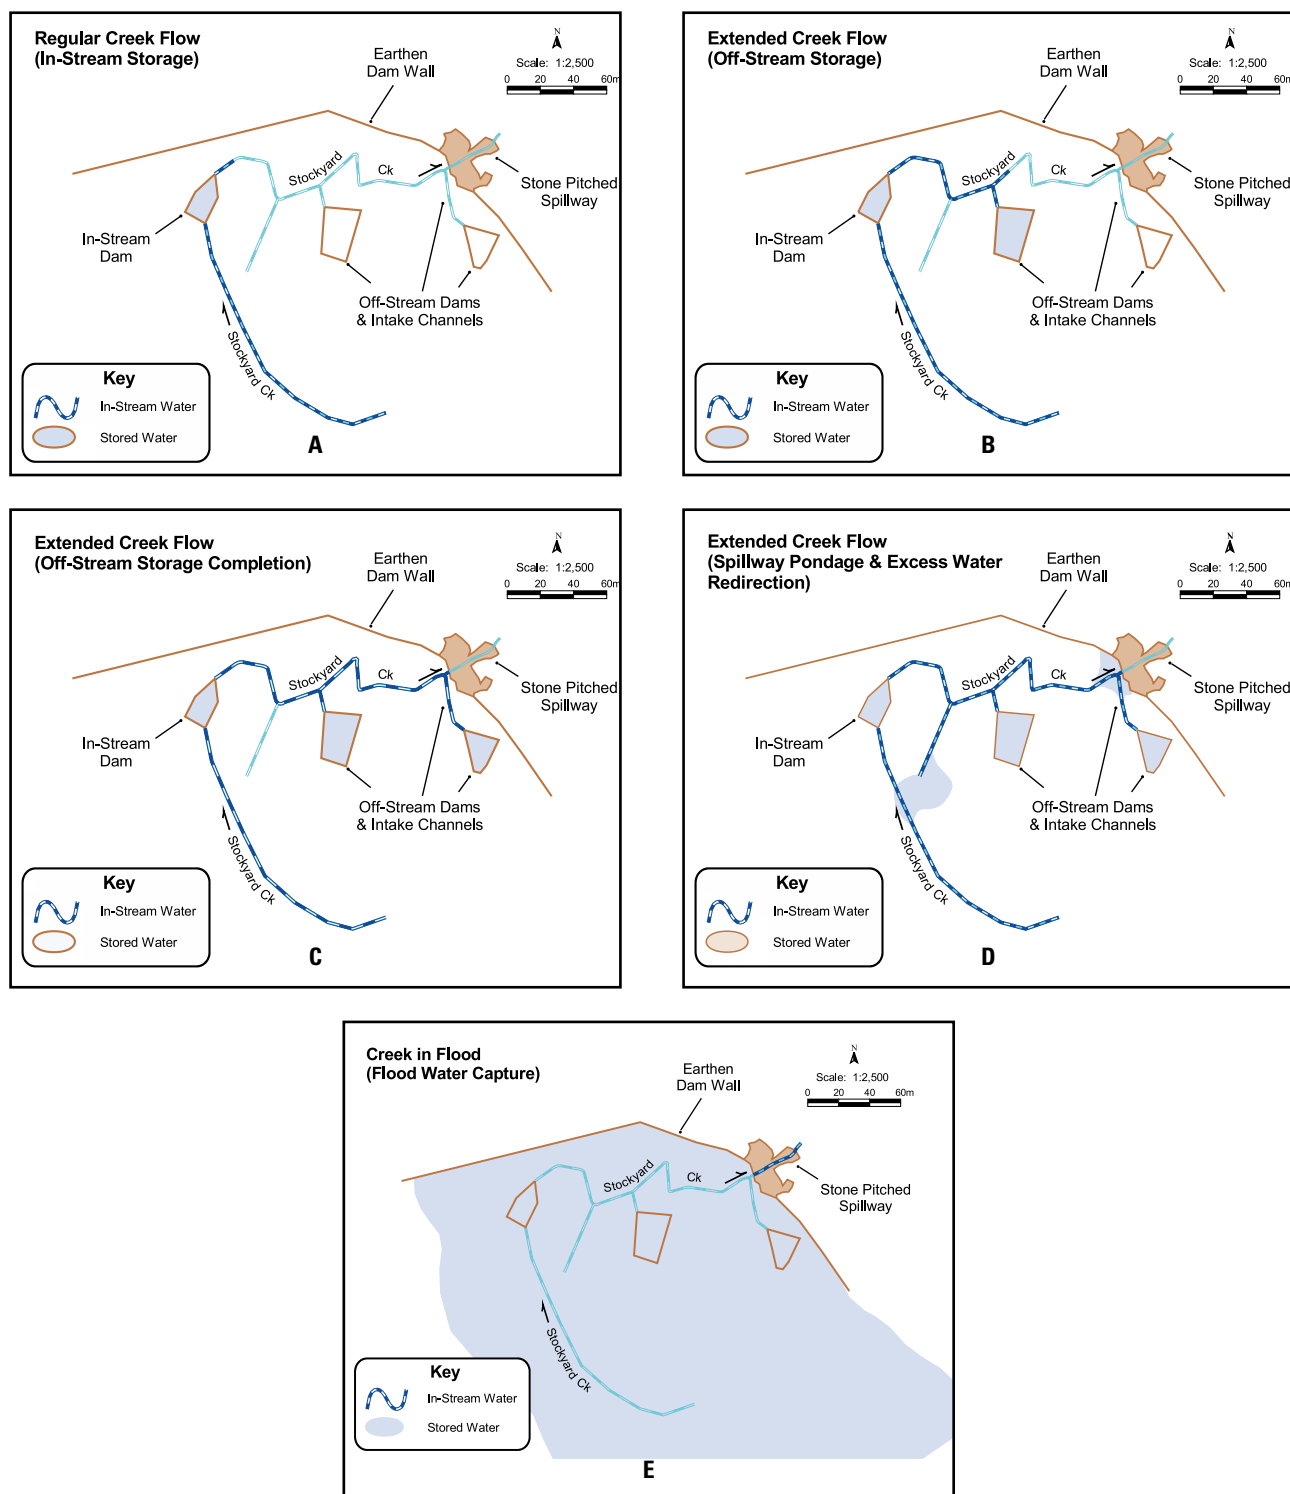 Regular Creek Flow
(In-Stream Storage)
Earthen
Dam Wall
N
Scale: 1:2,500
0 20 40 60m
Stockyard
Ck
Stone Pitched
Spillway
In-Stream
Dam
Off-Stream Dams
& Intake Channels
Stockyard Ck
Key
In-Stream Water
Stored Water
A
Extended Creek Flow
(Off-Stream Storage)
Earthen
Dam Wall
N
Scale: 1:2,500
0 20 40 60m
Stockyard
Ck
Stone Pitched
Spillway
In-Stream
Dam
Off-Stream Dams
& Intake Channels
Stockyard Ck
Key
In-Stream Water
Stored Water
B
Extended Creek Flow
(Off-Stream Storage Completion)
Earthen
Dam Wall
N
Scale: 1:2,500
0 20 40 60m
Stockyard
Ck
Stone Pitched
Spillway
In-Stream
Dam
Off-Stream Dams
& Intake Channels
Stockyard Ck
Key
In-Stream Water
Stored Water
C
Extended Creek Flow
(Spillway Pondage & Excess Water
Redirection)
Earthen
Dam Wall
N
Scale: 1:2,500
0 20 40 60m
Stockyard
Ck
Stone Pitched
Spillway
In-Stream
Dam
Off-Stream Dams
& Intake Channels
Stockyard Ck
Key
In-Stream Water
Stored Water
D
Creek in Flood
(Flood Water Capture)
Earthen
Dam Wall
N
Scale: 1:2,500
0 20 40 60m
Stockyard
Ck
Stone Pitched
Spillway
Stockyard Ck
Key
In-Stream Water
Stored Water
E